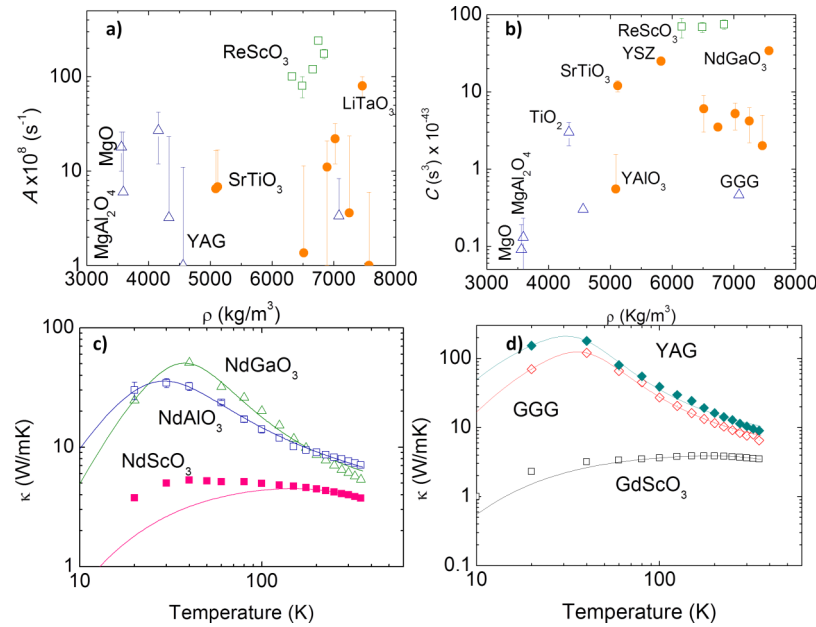 a)
ReScO3
LiTaO3
MgO
MgAl2O4
SrTiO3
YAG
A x10^8 (s^-1)
100
10
1
3000 4000 5000 6000 7000 8000
ρ (kg/m^3)
b)
ReScO3
YSZ
NdGaO3
SrTiO3
TiO2
YAlO3
GGG
MgAl2O4
MgO
C (s^3) x 10^-43
100
10
1
0.1
3000 4000 5000 6000 7000 8000
ρ (kg/m^3)
c)
NdGaO3
NdAlO3
NdScO3
κ (W/mK)
100
10
1
10 100
Temperature (K)
d)
YAG
GGG
GdScO3
κ (W/mK)
100
10
1
0.1
10 100
Temperature (K)